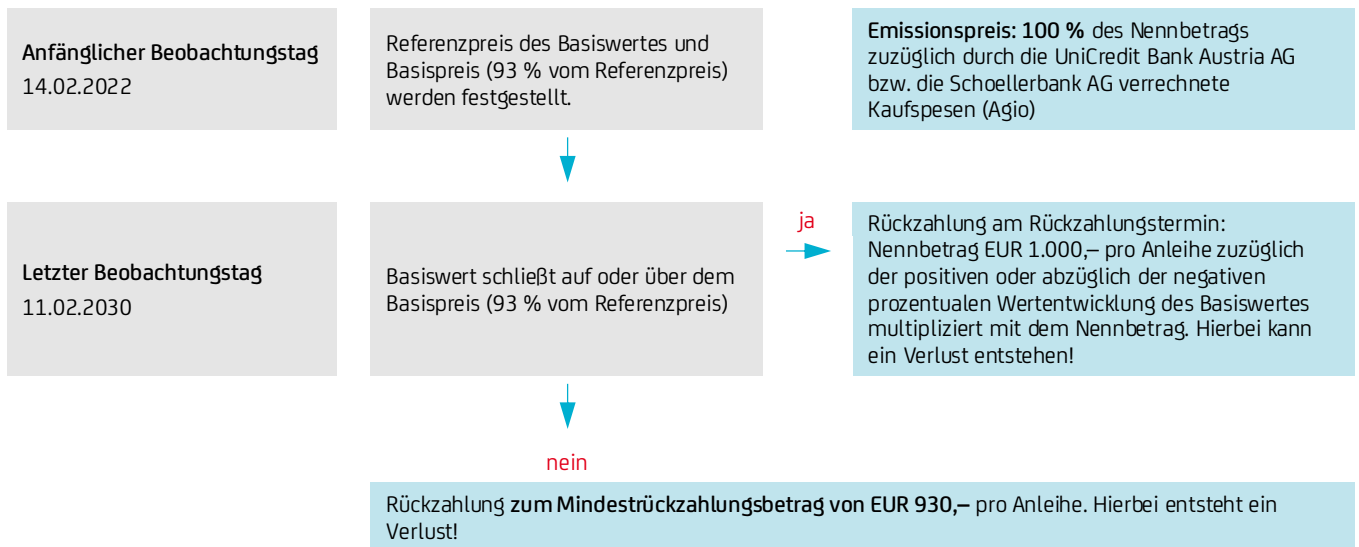 Anfänglicher Beobachtungstag
14.02.2022
Referenzpreis des Basiswertes und
Basispreis (93 % vom Referenzpreis)
werden festgestellt.
Emissionspreis: 100 % des Nennbetrags
zuzüglich durch die UniCredit Bank Austria AG
bzw. die Schoellerbank AG verrechnete
Kaufspesen (Agio)
Letzter Beobachtungstag
11.02.2030
Basiswert schließt auf oder über dem
Basispreis (93 % vom Referenzpreis)
ja
Rückzahlung am Rückzahlungstermin:
Nennbetrag EUR 1.000,– pro Anleihe zuzüglich
der positiven oder abzüglich der negativen
prozentualen Wertentwicklung des Basiswertes
multipliziert mit dem Nennbetrag. Hierbei kann
ein Verlust entstehen!
nein
Rückzahlung zum Mindestrückzahlungsbetrag von EUR 930,– pro Anleihe. Hierbei entsteht ein
Verlust!